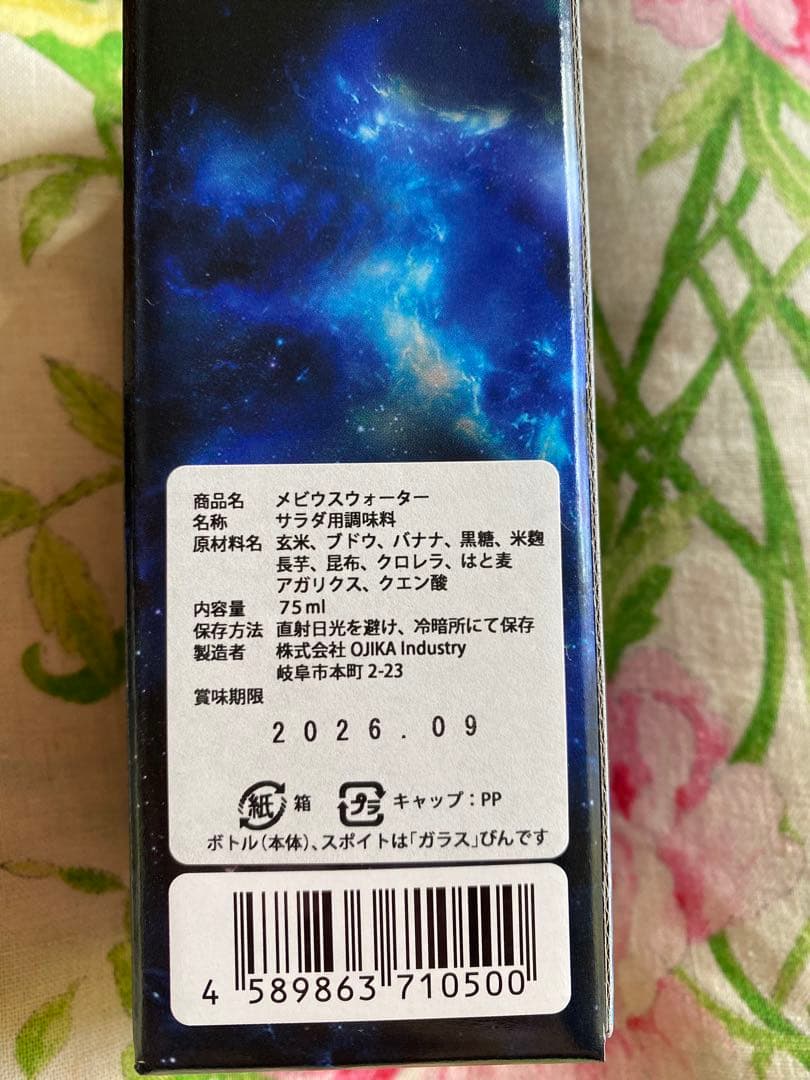 商品名 メビウスウォーター
名称 サラダ用調味料
原材料名 玄米、ブドウ、バナナ、黒糖、米麹
長芋、昆布、クロレラ、はと麦
アガリクス、クエン酸
内容量 75ml
保存方法 直射日光を避け、冷暗所にて保存
製造者 株式会社 OJIKA Industry
岐阜市本町 2-23
賞味期限
2026.09
紙 箱 プラ キャップ:PP
ボトル(本体)、スポイトは「ガラス」びんです
4 589863 710500